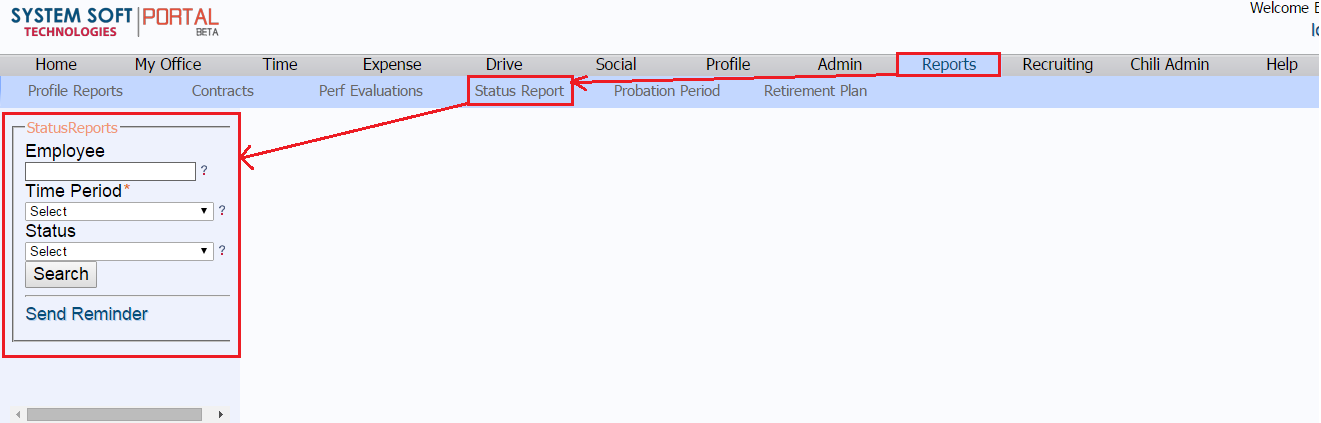 SYSTEM SOFT PORTAL
TECHNOLOGIES BETA
Welcome
Home My Office Time Expense Drive Social Profile Admin Reports Recruiting Chili Admin Help
Profile Reports Contracts Perf Evaluations Status Report Probation Period Retirement Plan
StatusReports
Employee
?
Time Period*
Select ?
Status
Select ?
Search
Send Reminder